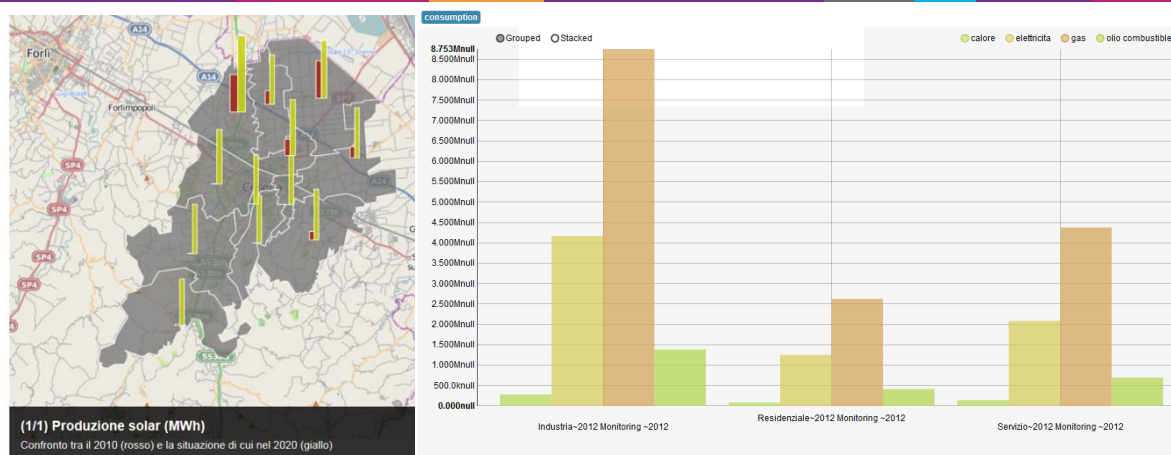 A14
Forlì
A14
Forlimpopoli
SP4
A14
SP4
SP4
SP4
SS3bis
(1/1) Produzione solar (MWh)
Confronto tra il 2010 (rosso) e la situazione di cui nel 2020 (giallo)
consumption
Grouped Stacked
calore elettricita gas olio combustibile
8.753Mnull
8.500Mnull
8.000Mnull
7.500Mnull
7.000Mnull
6.500Mnull
6.000Mnull
5.500Mnull
5.000Mnull
4.500Mnull
4.000Mnull
3.500Mnull
3.000Mnull
2.500Mnull
2.000Mnull
1.500Mnull
1.000Mnull
500.0knull
0.000null
Industria~2012 Monitoring ~2012
Residenziale~2012 Monitoring ~2012
Servizio~2012 Monitoring ~2012